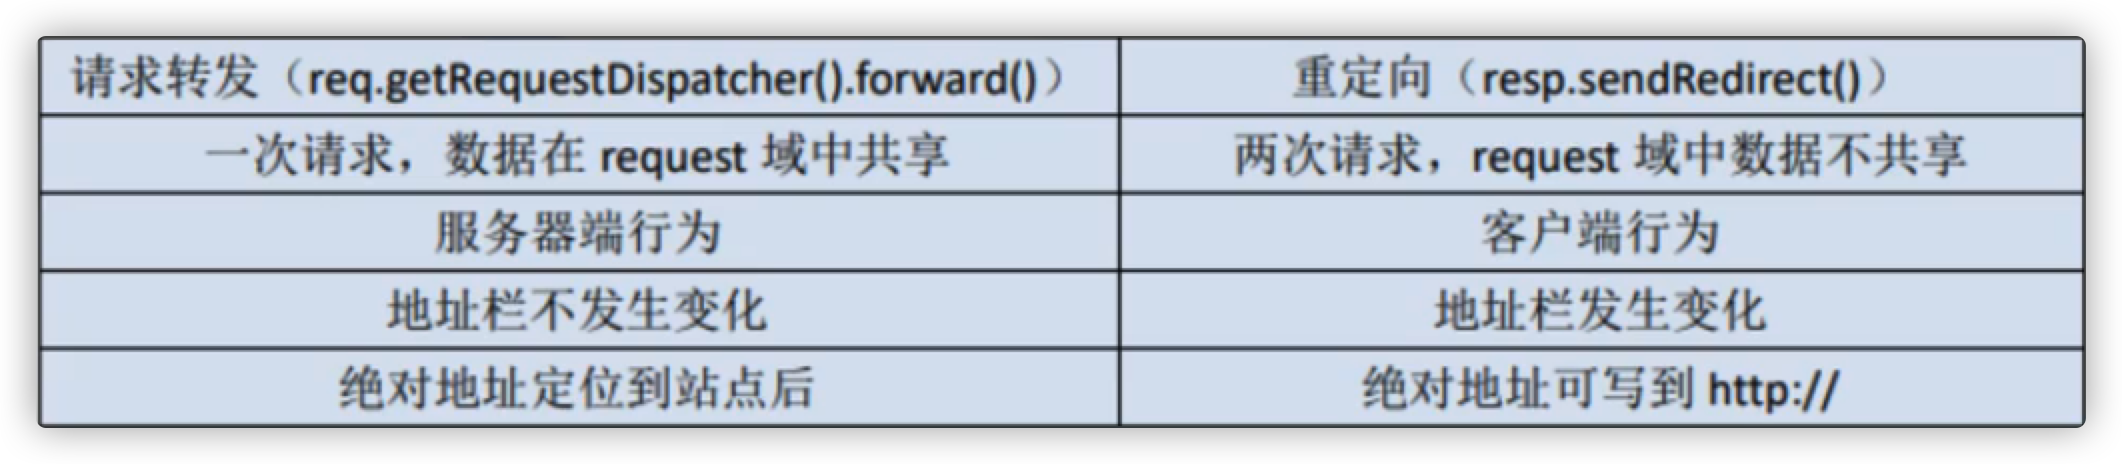 请求转发（req.getRequestDispatcher().forward()）
重定向（resp.sendRedirect()）
一次请求，数据在 request 域中共享
两次请求，request 域中数据不共享
服务器端行为
客户端行为
地址栏不发生变化
地址栏发生变化
绝对地址定位到站点后
绝对地址可写到 http://